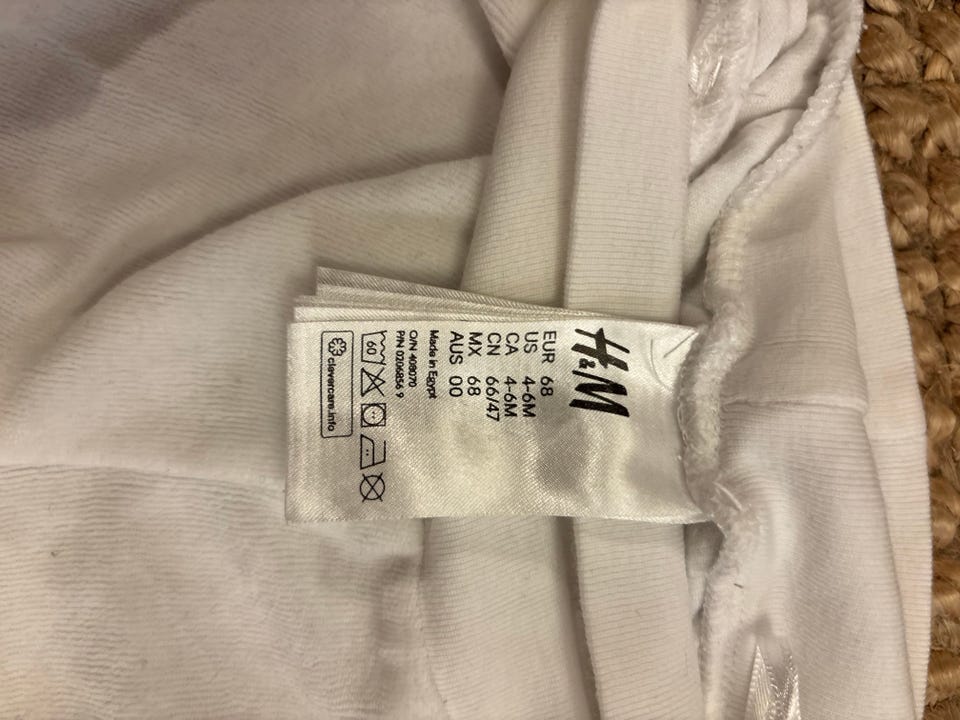 H&M
EUR 68
US 4-6M
CA 4-6M
CN 66/47
MX 68
AUS 00
Made in Egypt
O/N 408070
P/N 0206856 9
60
clevercare.info